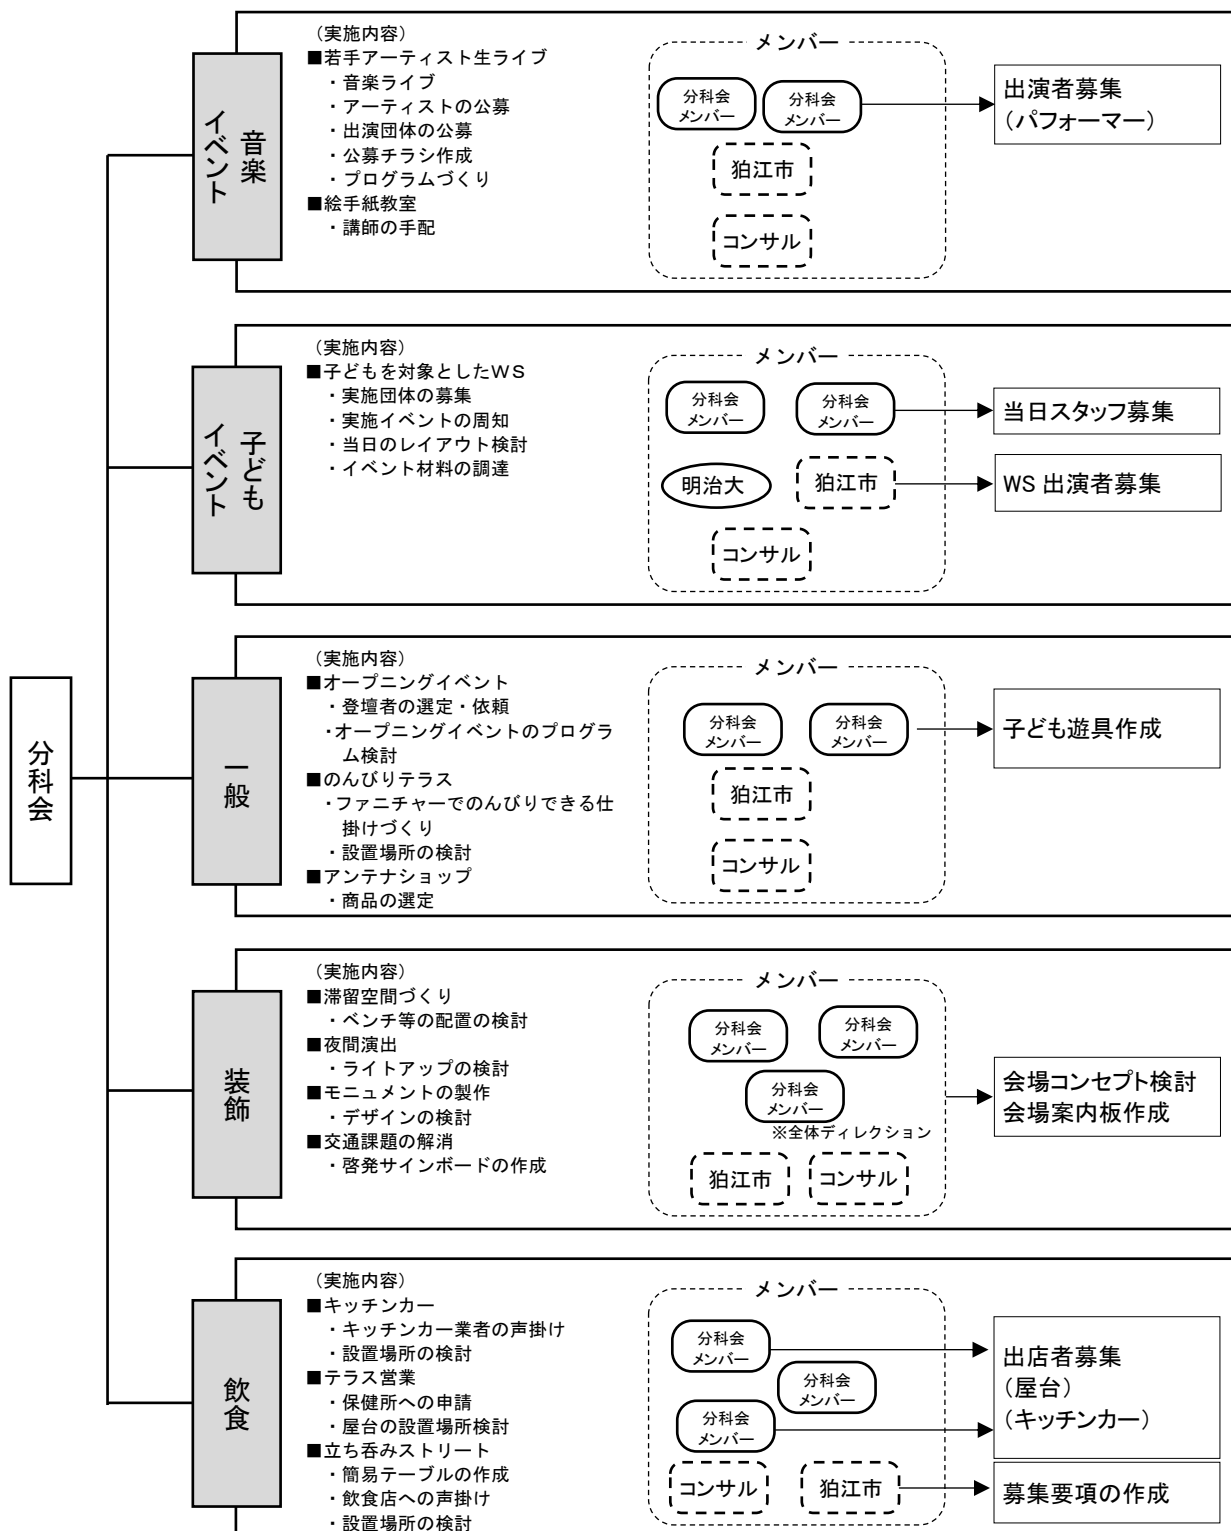 分科会
音楽
イベント
（実施内容）
■若手アーティスト生ライブ
・音楽ライブ
・アーティストの公募
・出演団体の公募
・公募チラシ作成
・プログラムづくり
■絵手紙教室
・講師の手配
メンバー
分科会
メンバー
分科会
メンバー
狛江市
コンサル
出演者募集
（パフォーマー）
子ども
イベント
（実施内容）
■子どもを対象としたＷＳ
・実施団体の募集
・実施イベントの周知
・当日のレイアウト検討
・イベント材料の調達
メンバー
分科会
メンバー
分科会
メンバー
明治大
狛江市
コンサル
当日スタッフ募集
WS 出演者募集
一般
（実施内容）
■オープニングイベント
・登壇者の選定・依頼
・オープニングイベントのプログラ
ム検討
■のんびりテラス
・ファニチャーでのんびりできる仕
掛けづくり
・設置場所の検討
■アンテナショップ
・商品の選定
メンバー
分科会
メンバー
分科会
メンバー
狛江市
コンサル
子ども遊具作成
装飾
（実施内容）
■滞留空間づくり
・ベンチ等の配置の検討
■夜間演出
・ライトアップの検討
■モニュメントの製作
・デザインの検討
■交通課題の解消
・啓発サインボードの作成
メンバー
分科会
メンバー
分科会
メンバー
分科会
メンバー
※全体ディレクション
狛江市
コンサル
会場コンセプト検討
会場案内板作成
飲食
（実施内容）
■キッチンカー
・キッチンカー業者の声掛け
・設置場所の検討
■テラス営業
・保健所への申請
・屋台の設置場所検討
■立ち呑みストリート
・簡易テーブルの作成
・飲食店への声掛け
・設置場所の検討
メンバー
分科会
メンバー
分科会
メンバー
分科会
メンバー
コンサル
狛江市
出店者募集
（屋台）
（キッチンカー）
募集要項の作成